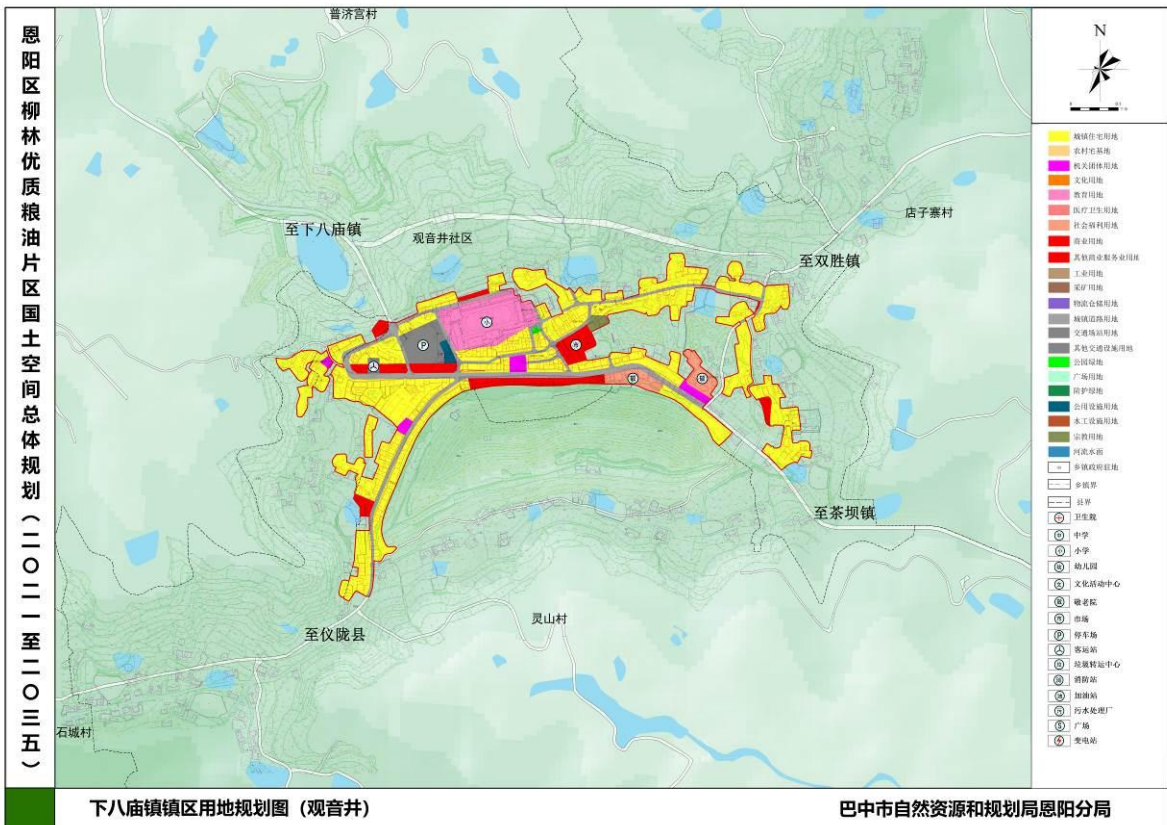 恩阳区柳林优质粮油片区国土空间总体规划（二〇二一至二〇三五）
普济宫村
N
至下八庙镇
观音井社区
店子寨村
至双胜镇
小
P
市
敬
至茶坝镇
至仪陇县
灵山村
石城村
城镇住宅用地
农村宅基地
机关团体用地
文化用地
教育用地
医疗卫生用地
社会福利用地
商业用地
其他商业服务业用地
工业用地
采矿用地
物流仓储用地
城镇道路用地
交通场站用地
其他交通设施用地
公园绿地
广场用地
防护绿地
公用设施用地
水工设施用地
宗教用地
河流水面
乡镇政府驻地
乡镇界
县界
卫生院
中学
小学
幼儿园
文化活动中心
敬老院
市场
P 停车场
客运站
垃圾转运中心
消防站
加油站
污水处理厂
广场
变电站
下八庙镇镇区用地规划图（观音井）
巴中市自然资源和规划局恩阳分局